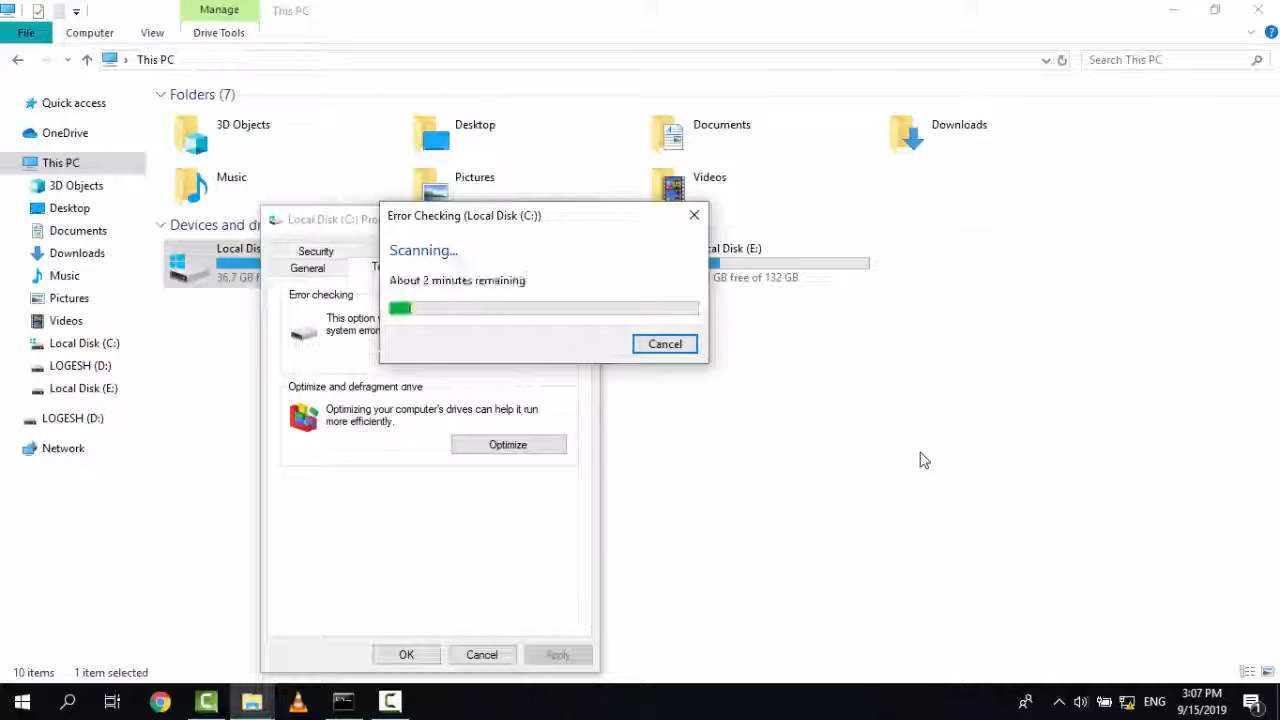 Manage
This PC
File
Computer
View
Drive Tools
This PC
Search This PC
Quick access
OneDrive
This PC
3D Objects
Desktop
Documents
Downloads
Music
Pictures
Videos
Local Disk (C:)
LOGESH (D:)
Local Disk (E:)
LOGESH (D:)
Network
Folders (7)
3D Objects
Desktop
Documents
Downloads
Music
Pictures
Videos
Devices and
Local
36.7 GB
Disk (E:)
GB free of 132 GB
Local Disk (C:)
Security
General
Error checking
This option
system
Optimize and defragment drive
Optimizing your computer's drives can help it run
more efficiently.
Optimize
OK
Cancel
Apply
Error Checking (Local Disk (C:))
Scanning...
About 2 minutes remaining
Cancel
10 items
1 item selected
ENG
3:07 PM
9/15/2019
1